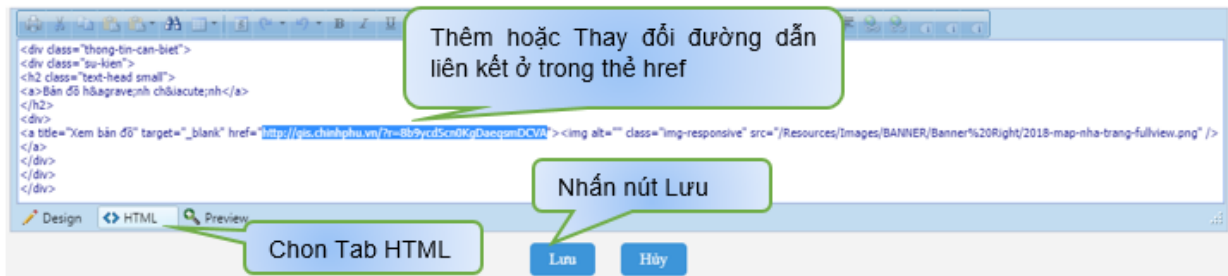 B I U
Thêm hoặc Thay đổi đường dẫn
liên kết ở trong thẻ href
<div class="thong-tin-can-biet">
<div class="su-kien">
<h2 class="text-head small">
<a>Bản đồ h&agrave;nh ch&iacute;nh</a>
</h2>
<div>
<a title="Xem bản đồ" target="_blank" href="http://gis.chinhphu.vn/?r=8b9ycdScn0KgDaeqsmDCVA"><img alt="" class="img-responsive" src="/Resources/Images/BANNER/Banner%20Right/2018-map-nha-trang-fullview.png" />
</a>
</div>
</div>
</div>
Nhấn nút Lưu
Design <> HTML Preview
Chon Tab HTML
Lưu Hủy